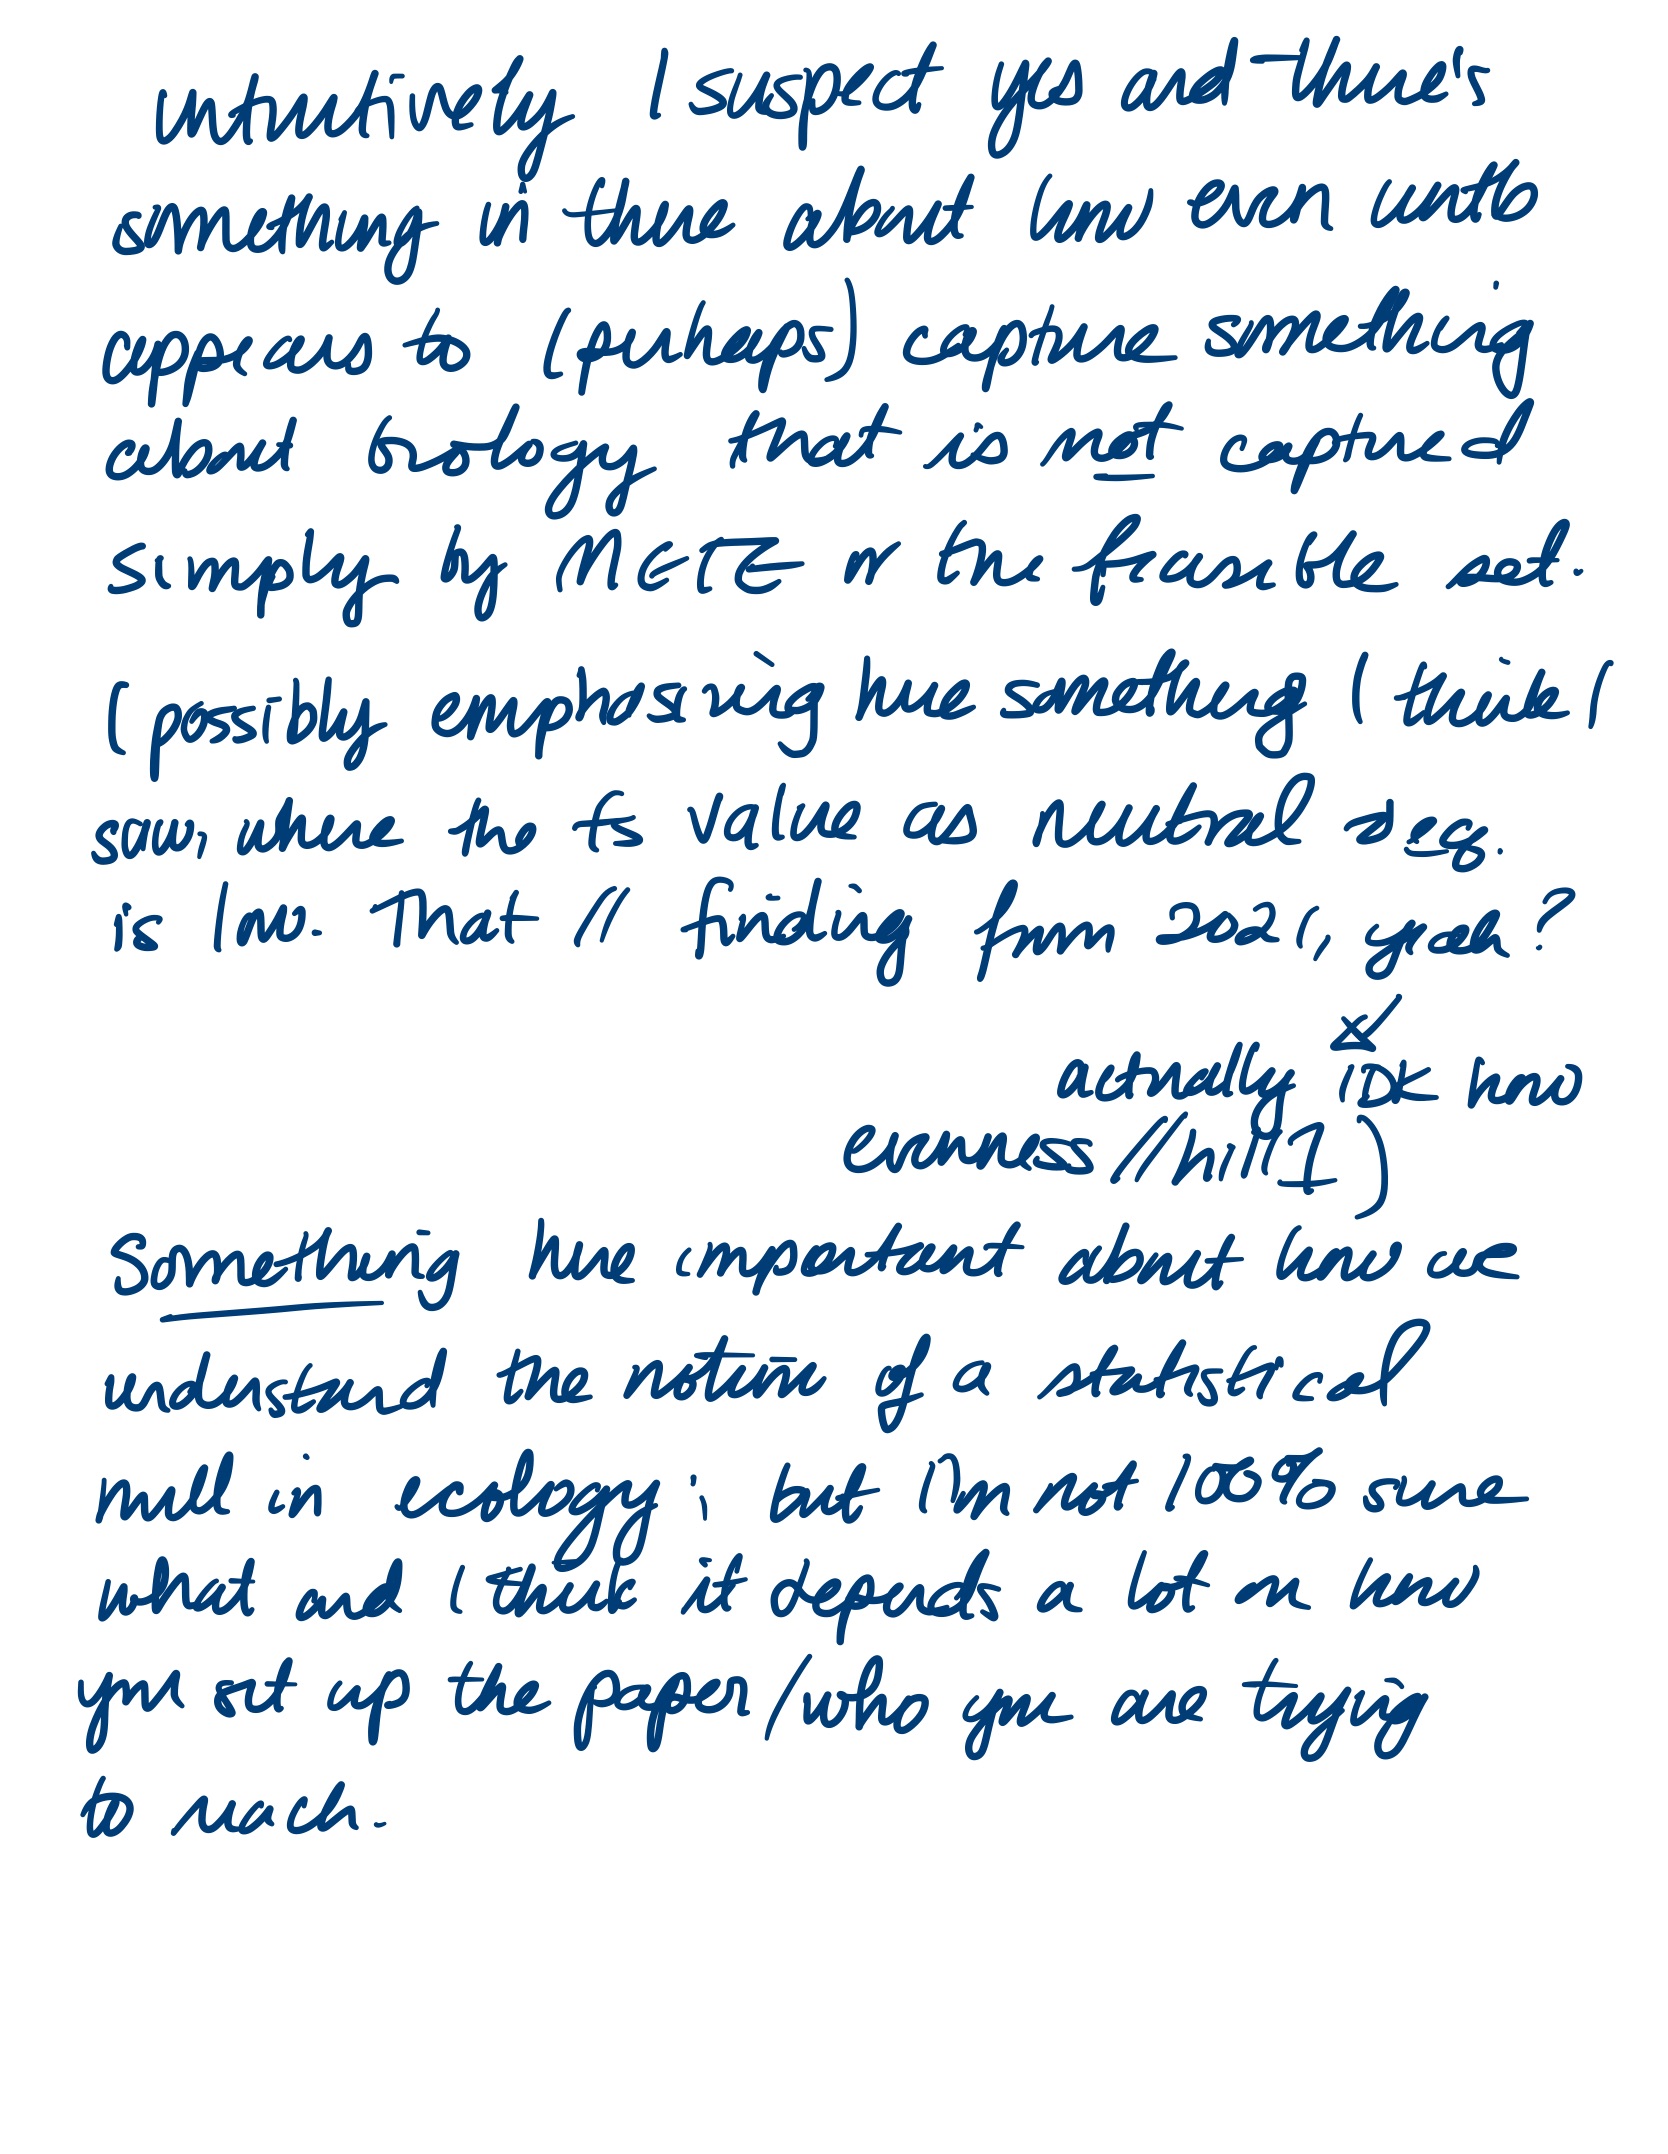 intuitively I suspect yes and there's
something in there about how even untb
appears to (perhaps) capture something
about biology that is not captured
simply by METE or the feasible set.
(possibly emphasizing here something I think I
saw, where the fs value as neutral deg.
is low. That // finding from 2021, yeah?
actually IDK how
evenness // hill1)
Something here important about how we
understand the notion of a statistical
null in ecology; but I'm not 100% sure
what and I think it depends a lot on how
you set up the paper/who you are trying
to reach.